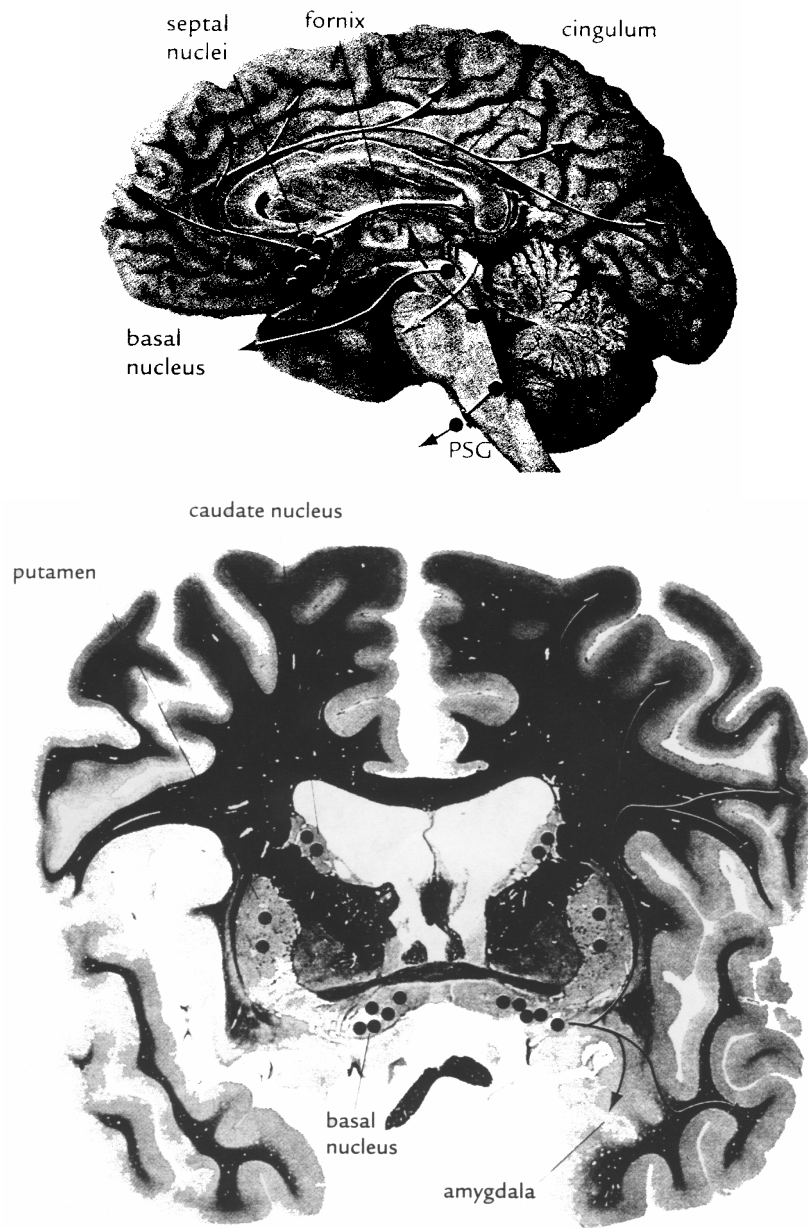 septal
nuclei
fornix
cingulum
basal
nucleus
PSG
caudate nucleus
putamen
basal
nucleus
amygdala